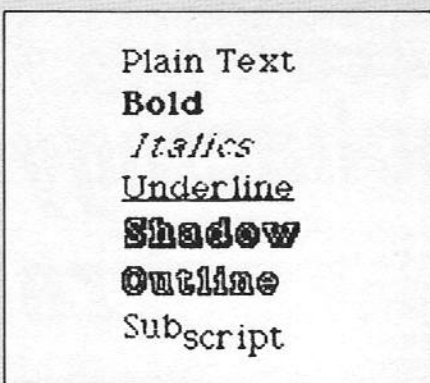 Plain Text
Bold
Italics
Underline
Shadow
Outline
Subscript